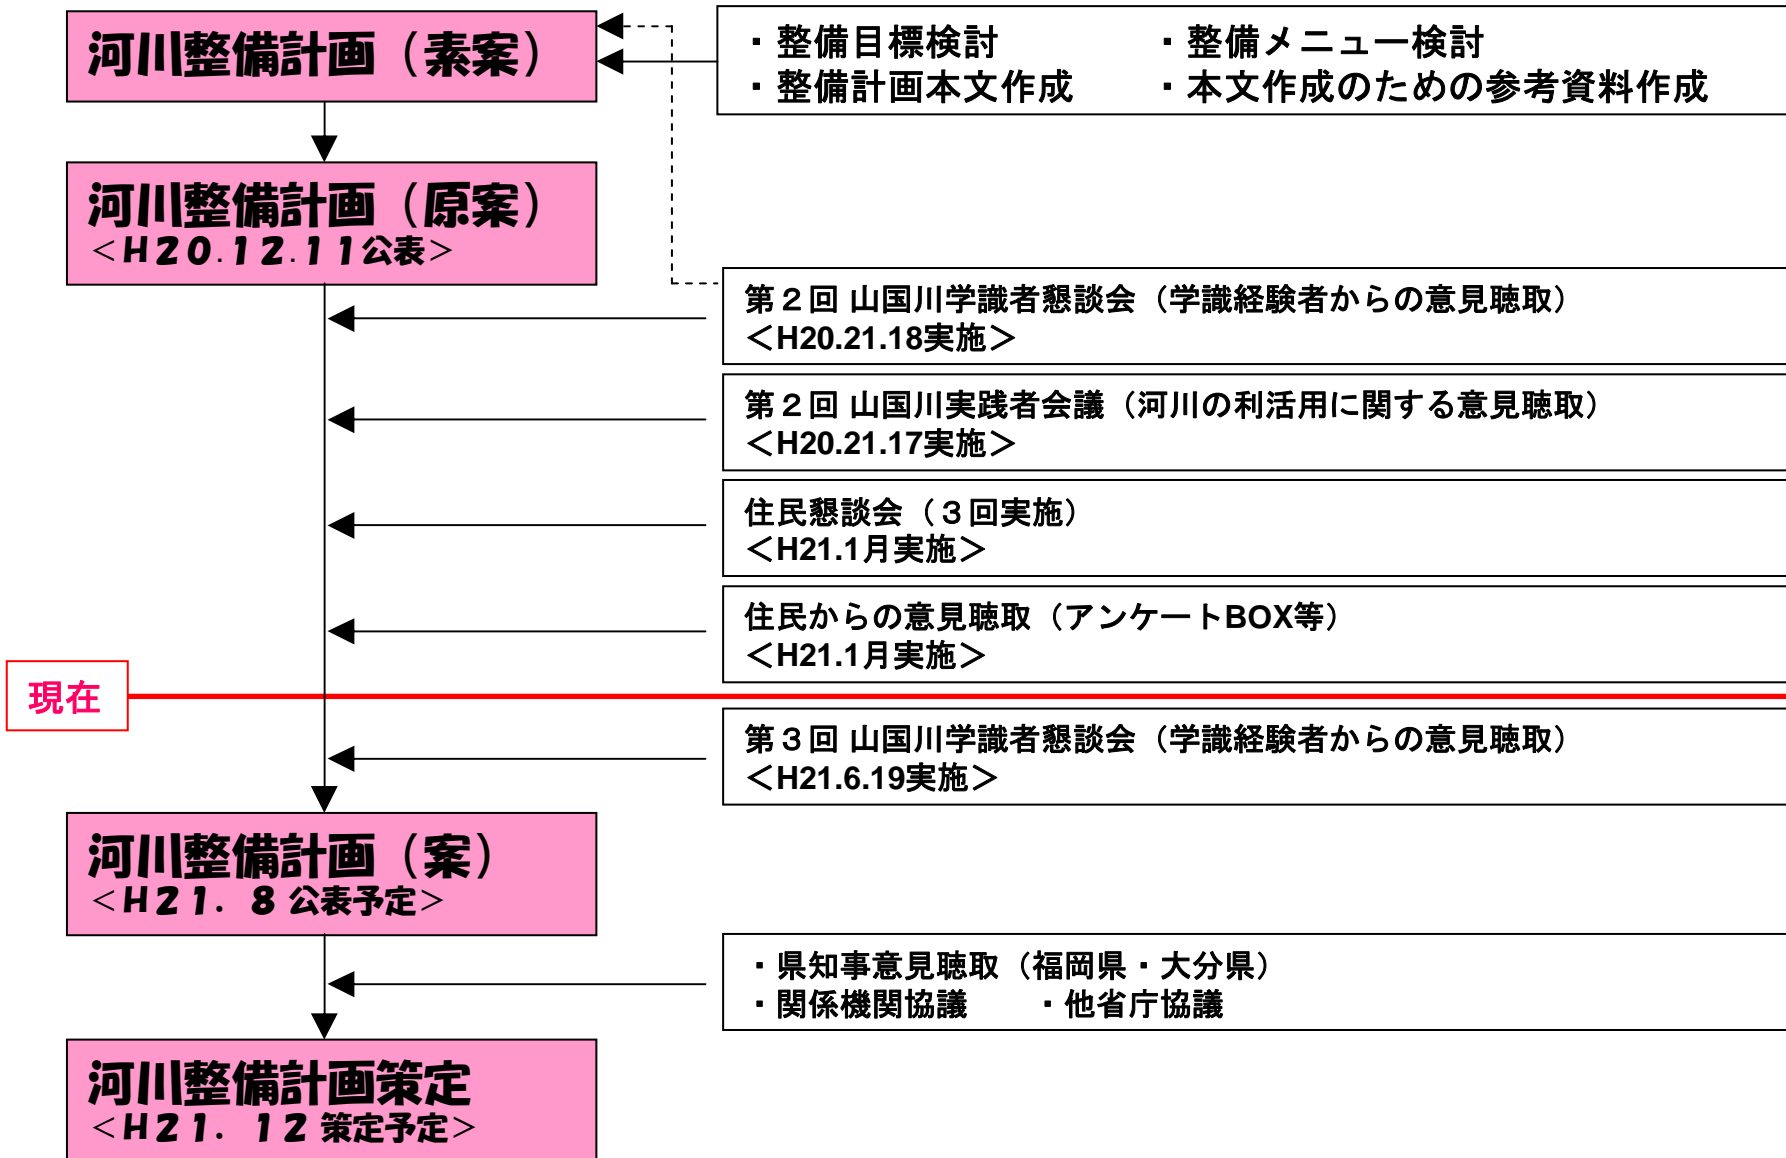 河川整備計画（素案）
・整備目標検討　・整備メニュー検討
・整備計画本文作成　・本文作成のための参考資料作成
河川整備計画（原案）
＜Ｈ２０．１２．１１公表＞
第２回 山国川学識者懇談会（学識経験者からの意見聴取）
＜H20.21.18実施＞
第２回 山国川実践者会議（河川の利活用に関する意見聴取）
＜H20.21.17実施＞
住民懇談会（３回実施）
＜H21.1月実施＞
住民からの意見聴取（アンケートBOX等）
＜H21.1月実施＞
現在
第３回 山国川学識者懇談会（学識経験者からの意見聴取）
＜H21.6.19実施＞
河川整備計画（案）
＜Ｈ２１．８公表予定＞
・県知事意見聴取（福岡県・大分県）
・関係機関協議　・他省庁協議
河川整備計画策定
＜Ｈ２１．１２策定予定＞